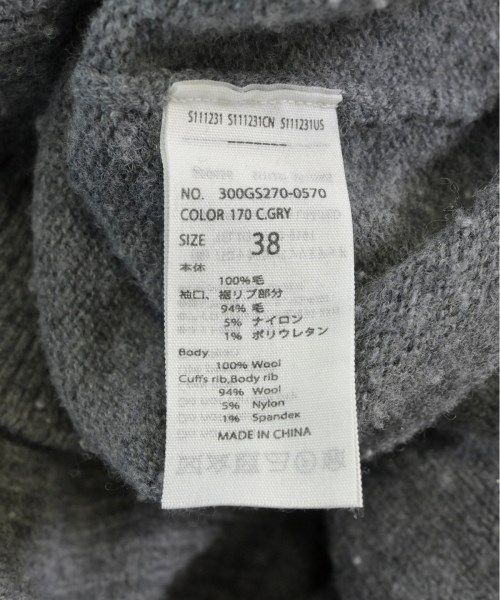 S111231 S111231CN S111231US
-------
NO. 300GS270-0570
COLOR 170 C.GRY
SIZE 38
本体
100%毛
袖口、裾リブ部分
94% 毛
5% ナイロン
1% ポリウレタン
Body
100% Wool
Cuff's rib,Body rib
94% Wool
5% Nylon
1% Spandex
MADE IN CHINA